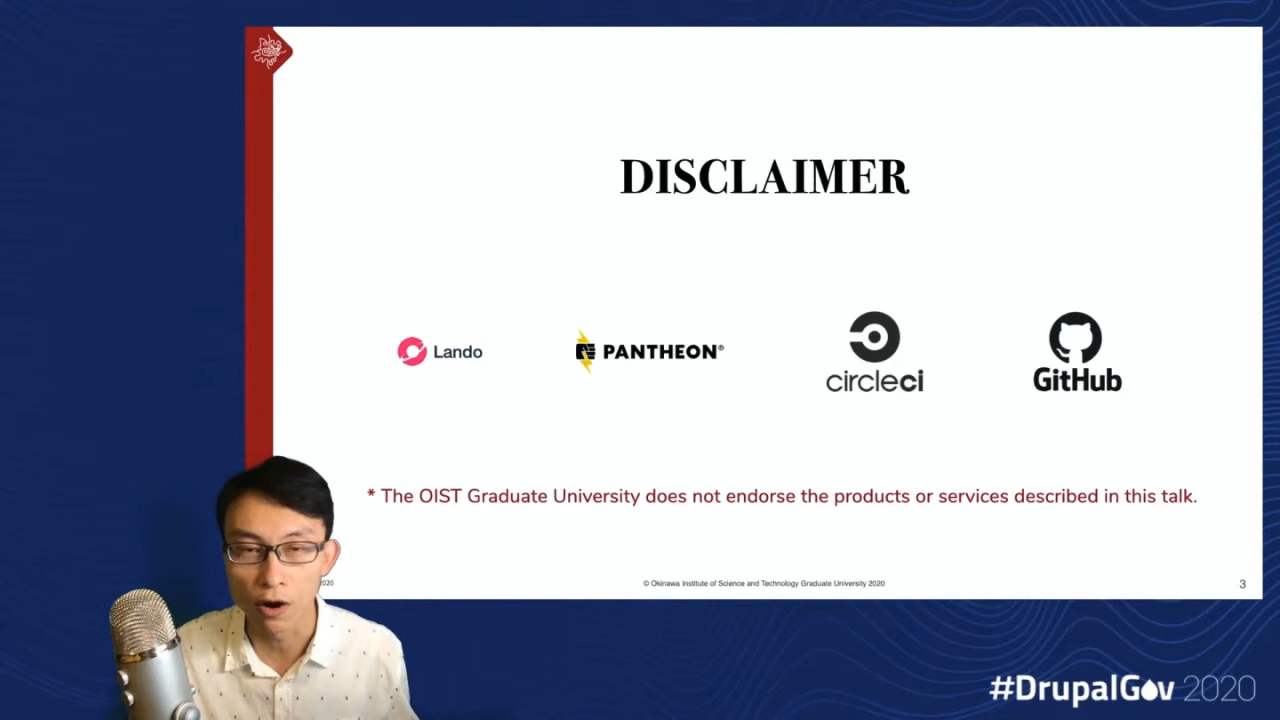 DISCLAIMER
Lando
PANTHEON®
circleci
GitHub
* The OIST Graduate University does not endorse the products or services described in this talk.
2020
© Okinawa Institute of Science and Technology Graduate University 2020
3
#DrupalGov 2020